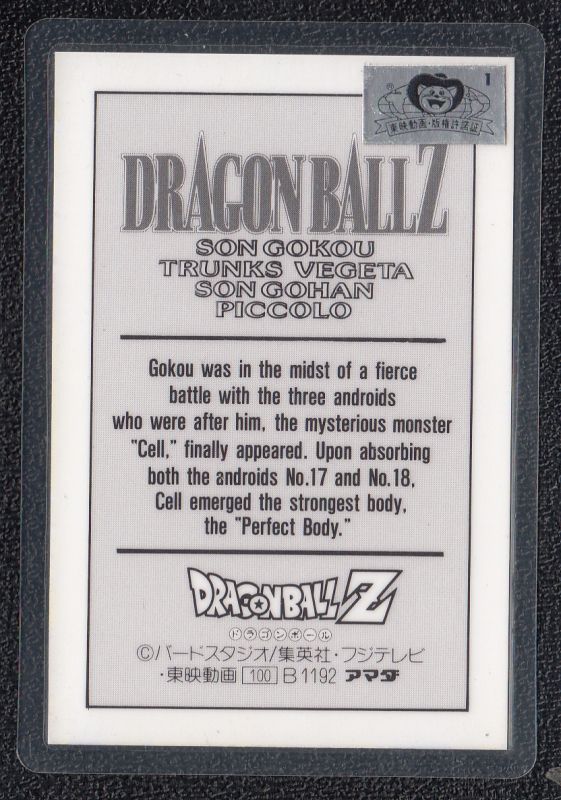 1
東映動画・版権許諾証
DRAGON BALL Z
SON GOKOU
TRUNKS VEGETA
SON GOHAN
PICCOLO
Gokou was in the midst of a fierce
battle with the three androids
who were after him, the mysterious monster
"Cell," finally appeared. Upon absorbing
both the androids No.17 and No.18,
Cell emerged the strongest body,
the "Perfect Body."
DRAGONBALL Z
ドラゴンボール
©バードスタジオ/集英社・フジテレビ
・東映動画 100 B1192 アマダ